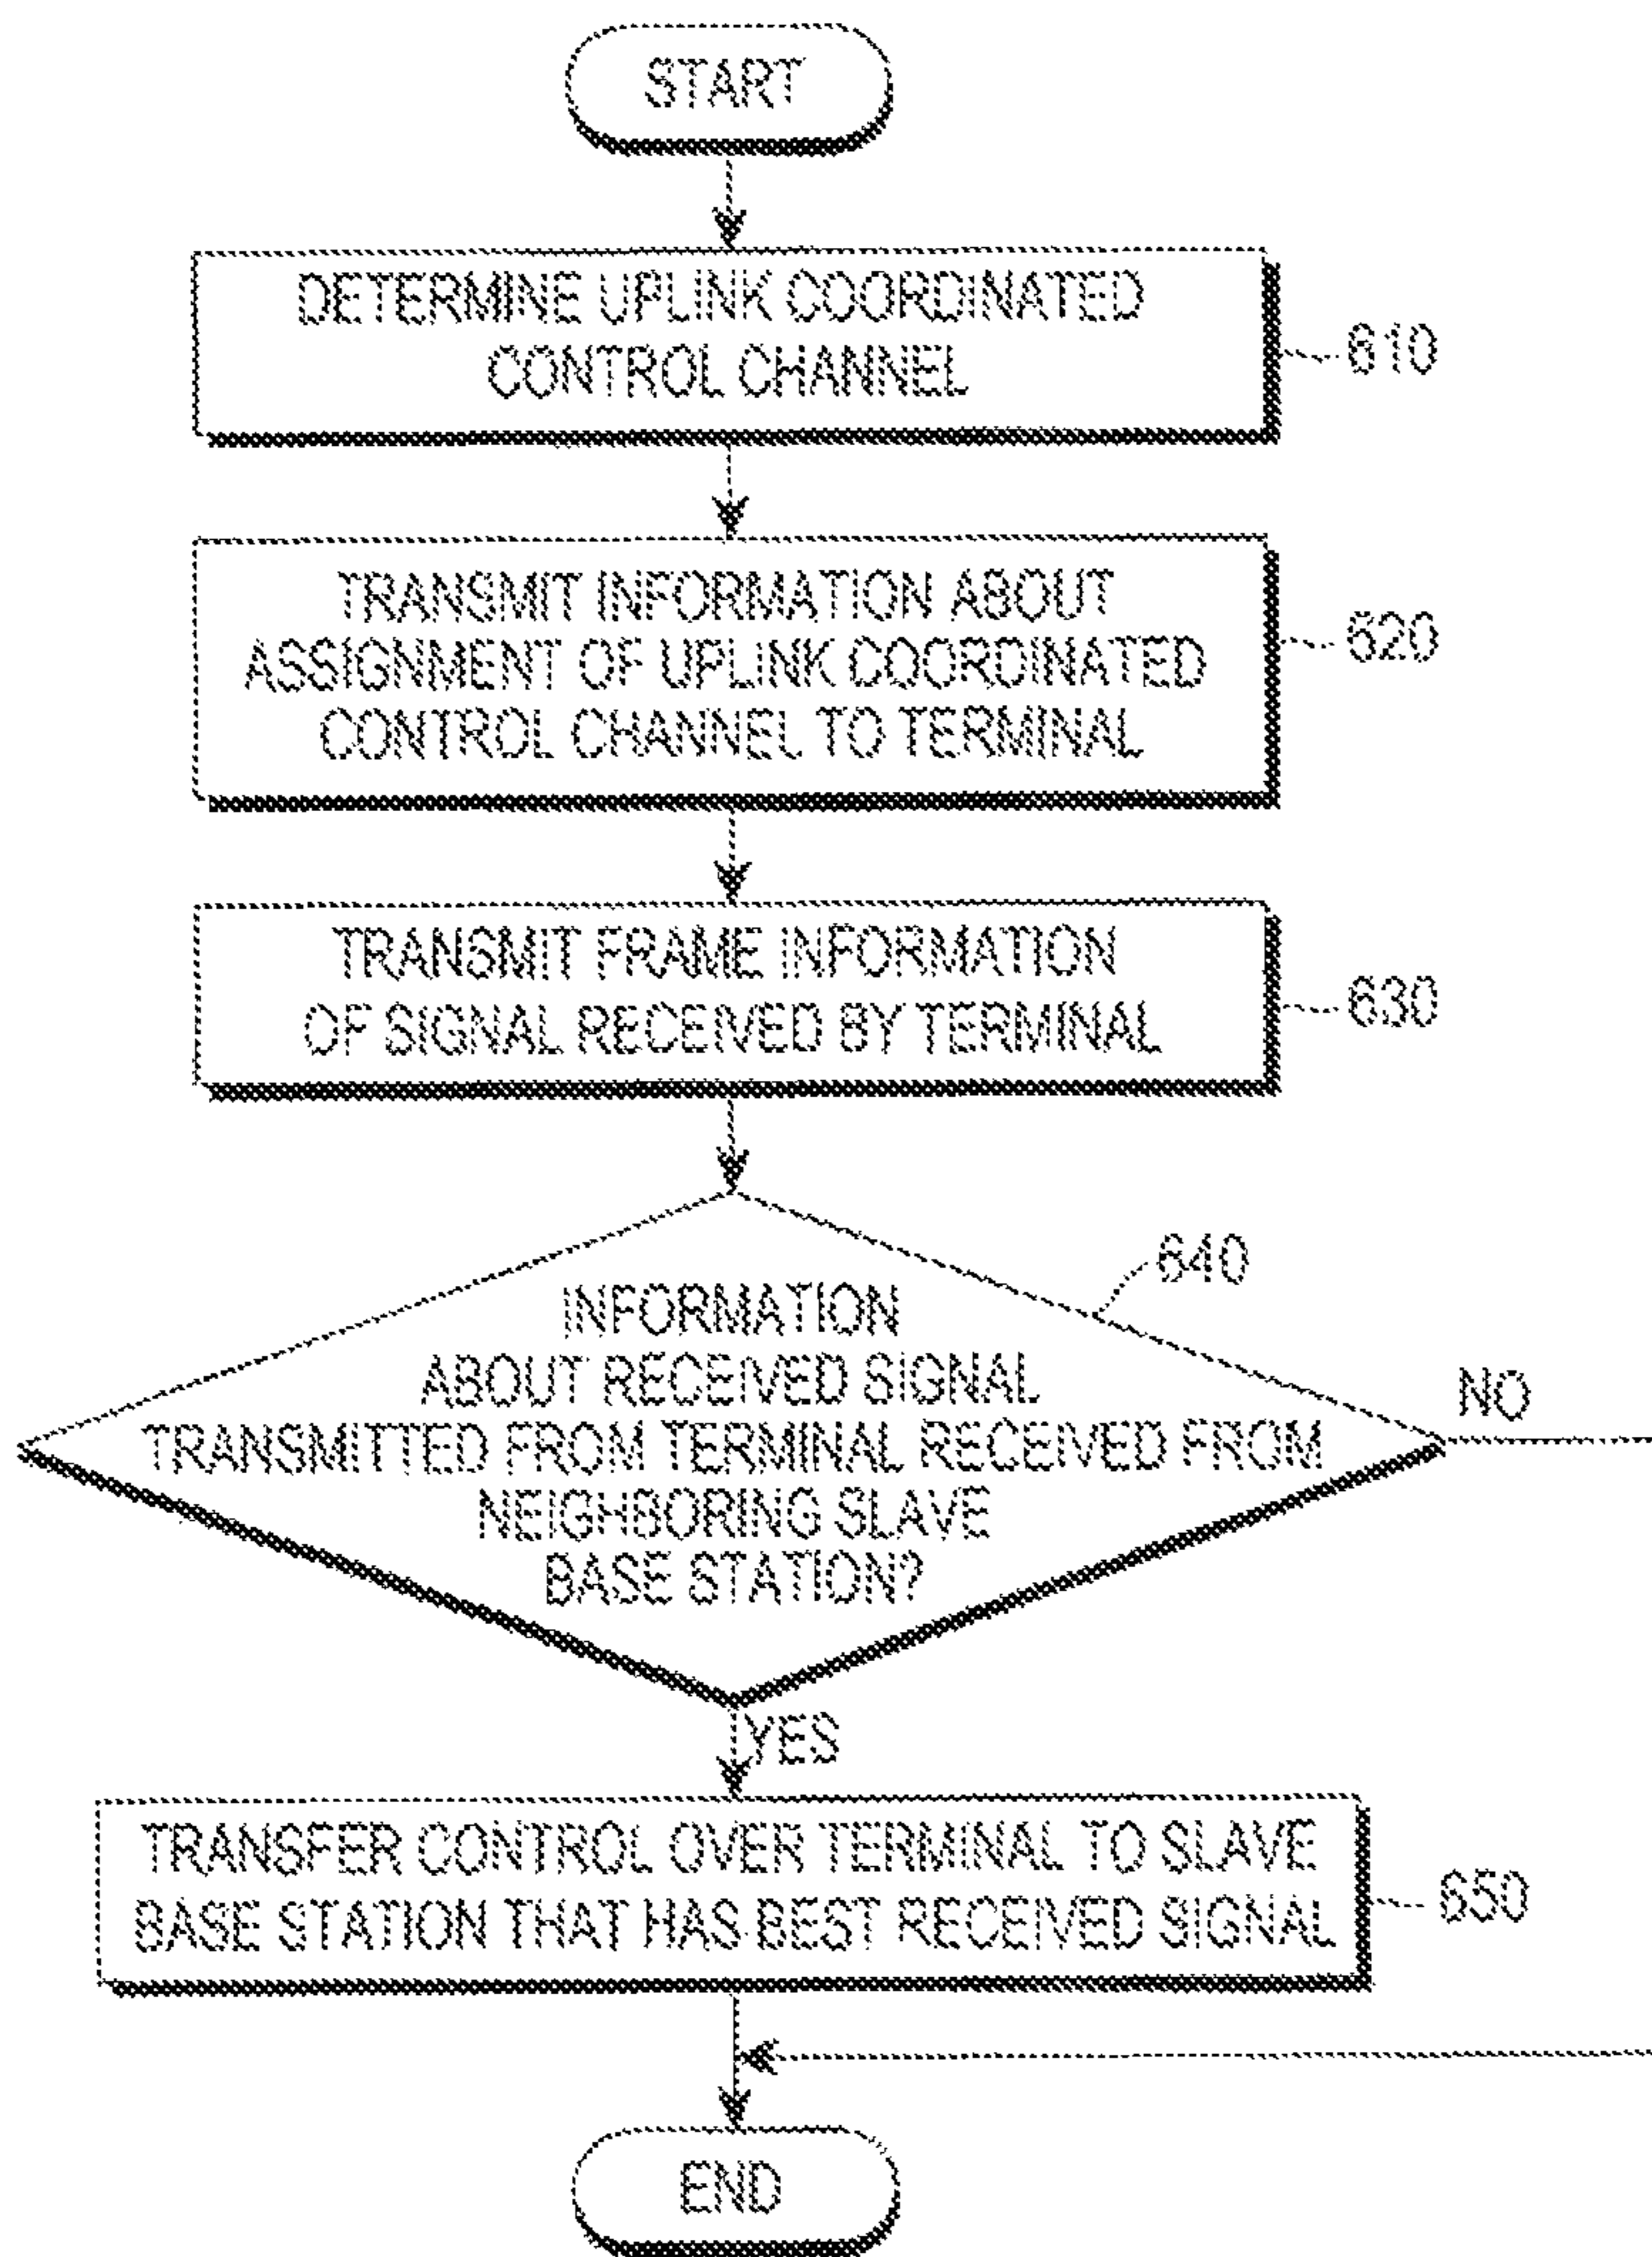 START
DETERMINE UPLINK COORDINATED
CONTROL CHANNEL
610
TRANSMIT INFORMATION ABOUT
ASSIGNMENT OF UPLINK COORDINATED
CONTROL CHANNEL TO TERMINAL
620
TRANSMIT FRAME INFORMATION
OF SIGNAL RECEIVED BY TERMINAL
630
640
INFORMATION
ABOUT RECEIVED SIGNAL
TRANSMITTED FROM TERMINAL RECEIVED FROM
NEIGHBORING SLAVE
BASE STATION?
NO
YES
TRANSFER CONTROL OVER TERMINAL TO SLAVE
BASE STATION THAT HAS BEST RECEIVED SIGNAL
650
END